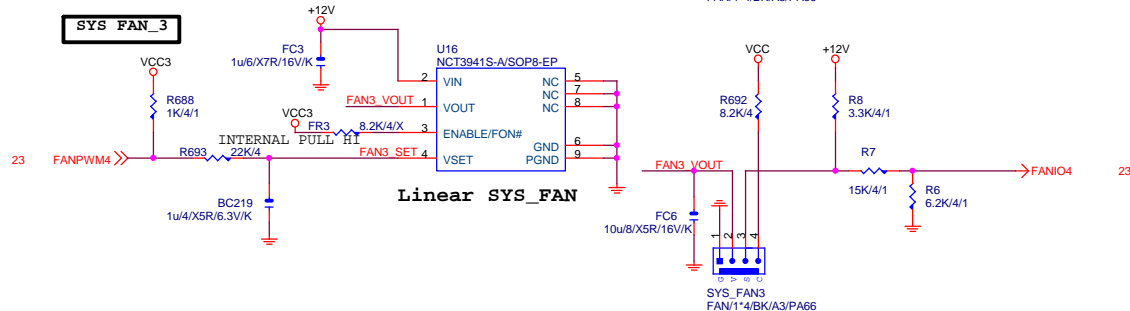 SYS FAN_3
+12V
FC3
1u/6/X7R/16V/K
VCC3
R688
1K/4/1
U16
NCT3941S-A/SOP8-EP
2 VIN NC 5
NC 7
FAN3_VOUT 1 VOUT NC 8
VCC3
FR3 8.2K/4/X 3 ENABLE/FON#
INTERNAL PULL HI
GND 6
23 FANPWM4 R693 22K/4 FAN3_SET 4 VSET PGND 9
BC219
1u/4/X5R/6.3V/K
Linear SYS_FAN
VCC +12V
R692
8.2K/4
R8
3.3K/4/1
FAN3_VOUT
R7
15K/4/1
FANIO4 23
R6
6.2K/4/1
FC6
10u/8/X5R/16V/K
1 2 3 4
G V S C
SYS_FAN3
FAN/1*4/BK/A3/PA66